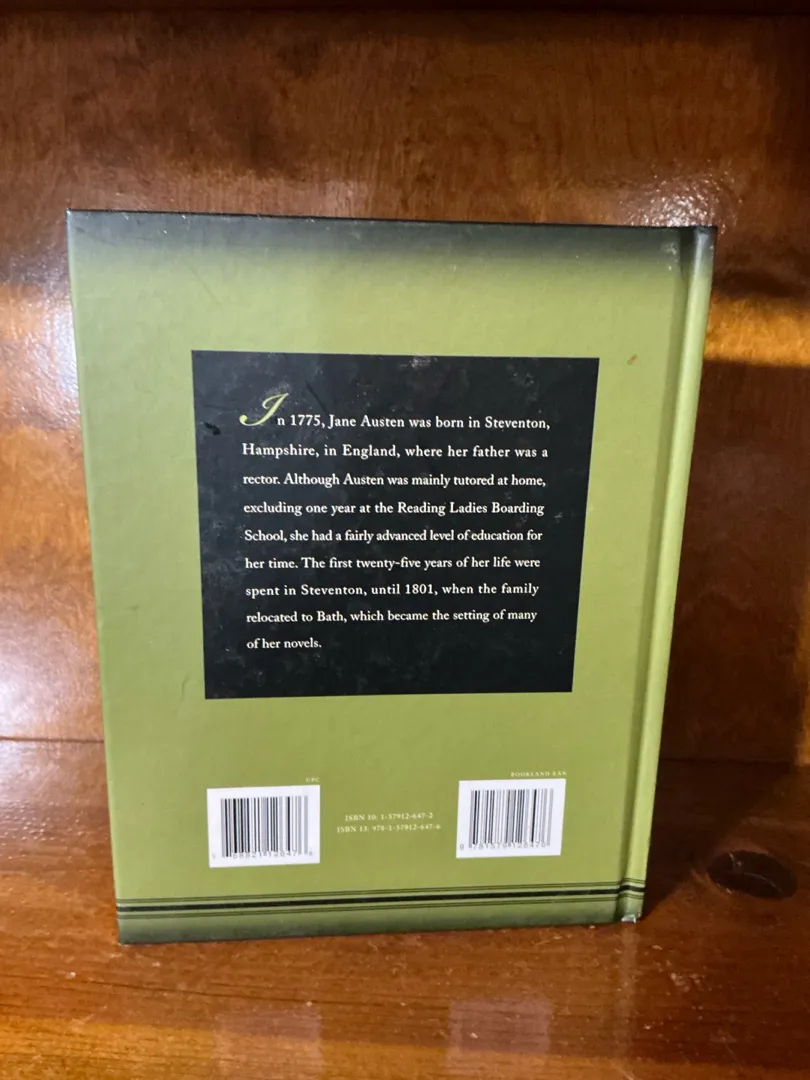 In 1775, Jane Austen was born in Steventon,
Hampshire, in England, where her father was a
rector. Although Austen was mainly tutored at home,
excluding one year at the Reading Ladies Boarding
School, she had a fairly advanced level of education for
her time. The first twenty-five years of her life were
spent in Steventon, until 1801, when the family
relocated to Bath, which became the setting of many
of her novels.
UPC
BOOKLAND EAN
ISBN 10: 1-57912-647-2
ISBN 13: 978-1-57912-647-6
9 781579 126476